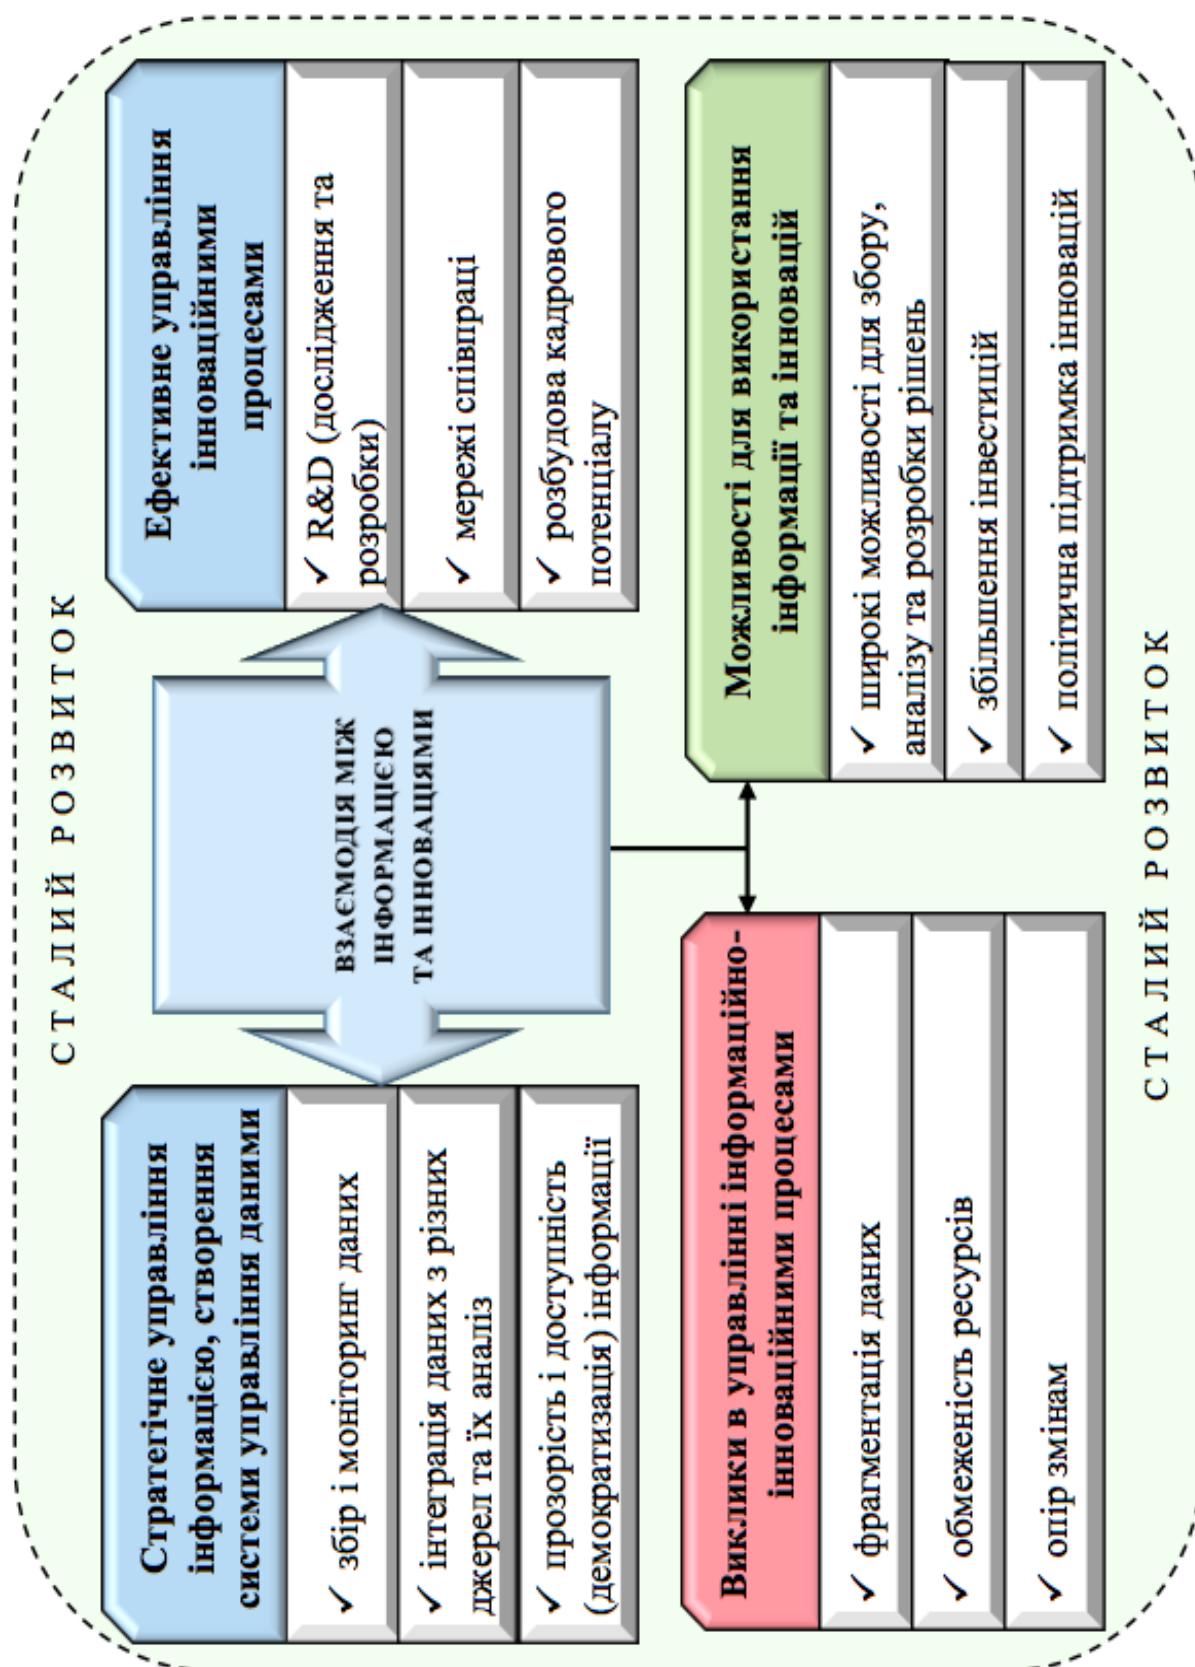 СТАЛИЙ РОЗВИТОК
Стратегічне управління
інформацією, створення
системи управління даними
✓ збір і моніторинг даних
✓ інтеграція даних з різних
джерел та їх аналіз
✓ прозорість і доступність
(демократизація) інформації
ВЗАЄМОДІЯ МІЖ
ІНФОРМАЦІЄЮ
ТА ІННОВАЦІЯМИ
Ефективне управління
інноваційними
процесами
✓ R&D (дослідження та
розробки)
✓ мережі співпраці
✓ розбудова кадрового
потенціалу
Виклики в управлінні інформаційно-
інноваційними процесами
✓ фрагментація даних
✓ обмеженість ресурсів
✓ опір змінам
Можливості для використання
інформації та інновацій
✓ широкі можливості для збору,
аналізу та розробки рішень
✓ збільшення інвестицій
✓ політична підтримка інновацій
СТАЛИЙ РОЗВИТОК